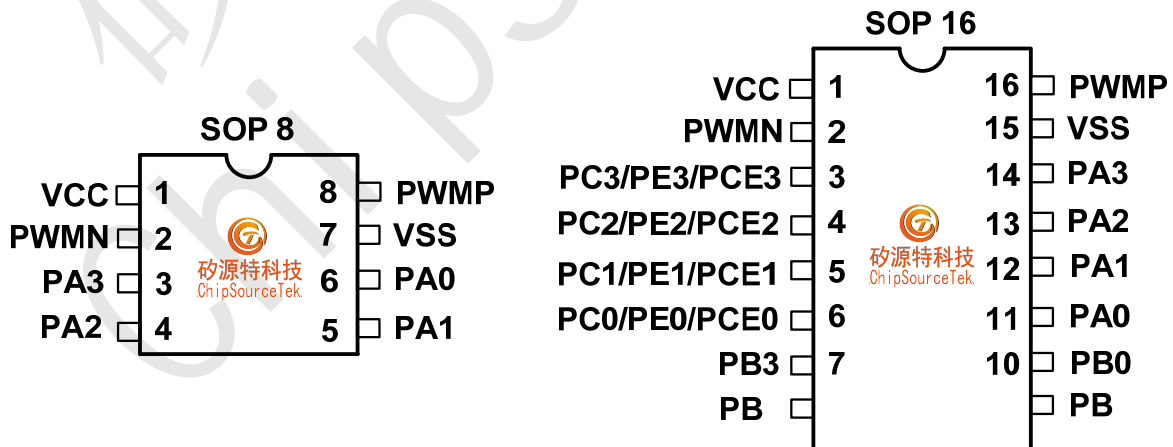 SOP 8
VCC 1 8 PWMP
PWMN 2 7 VSS
PA3 3 6 PA0
PA2 4 5 PA1
矽源特科技
ChipSourceTek.
SOP 16
VCC 1 16 PWMP
PWMN 2 15 VSS
PC3/PE3/PCE3 3 14 PA3
PC2/PE2/PCE2 4 13 PA2
PC1/PE1/PCE1 5 12 PA1
PC0/PE0/PCE0 6 11 PA0
PB3 7 10 PB0
PB PB
矽源特科技
ChipSourceTek.
Chip